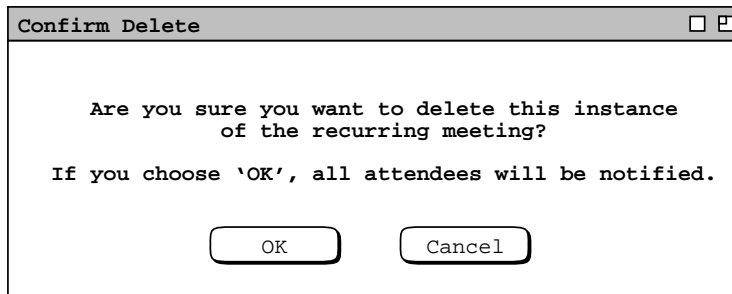 Confirm Delete
Are you sure you want to delete this instance
of the recurring meeting?
If you choose ‘OK’, all attendees will be notified.
OK
Cancel